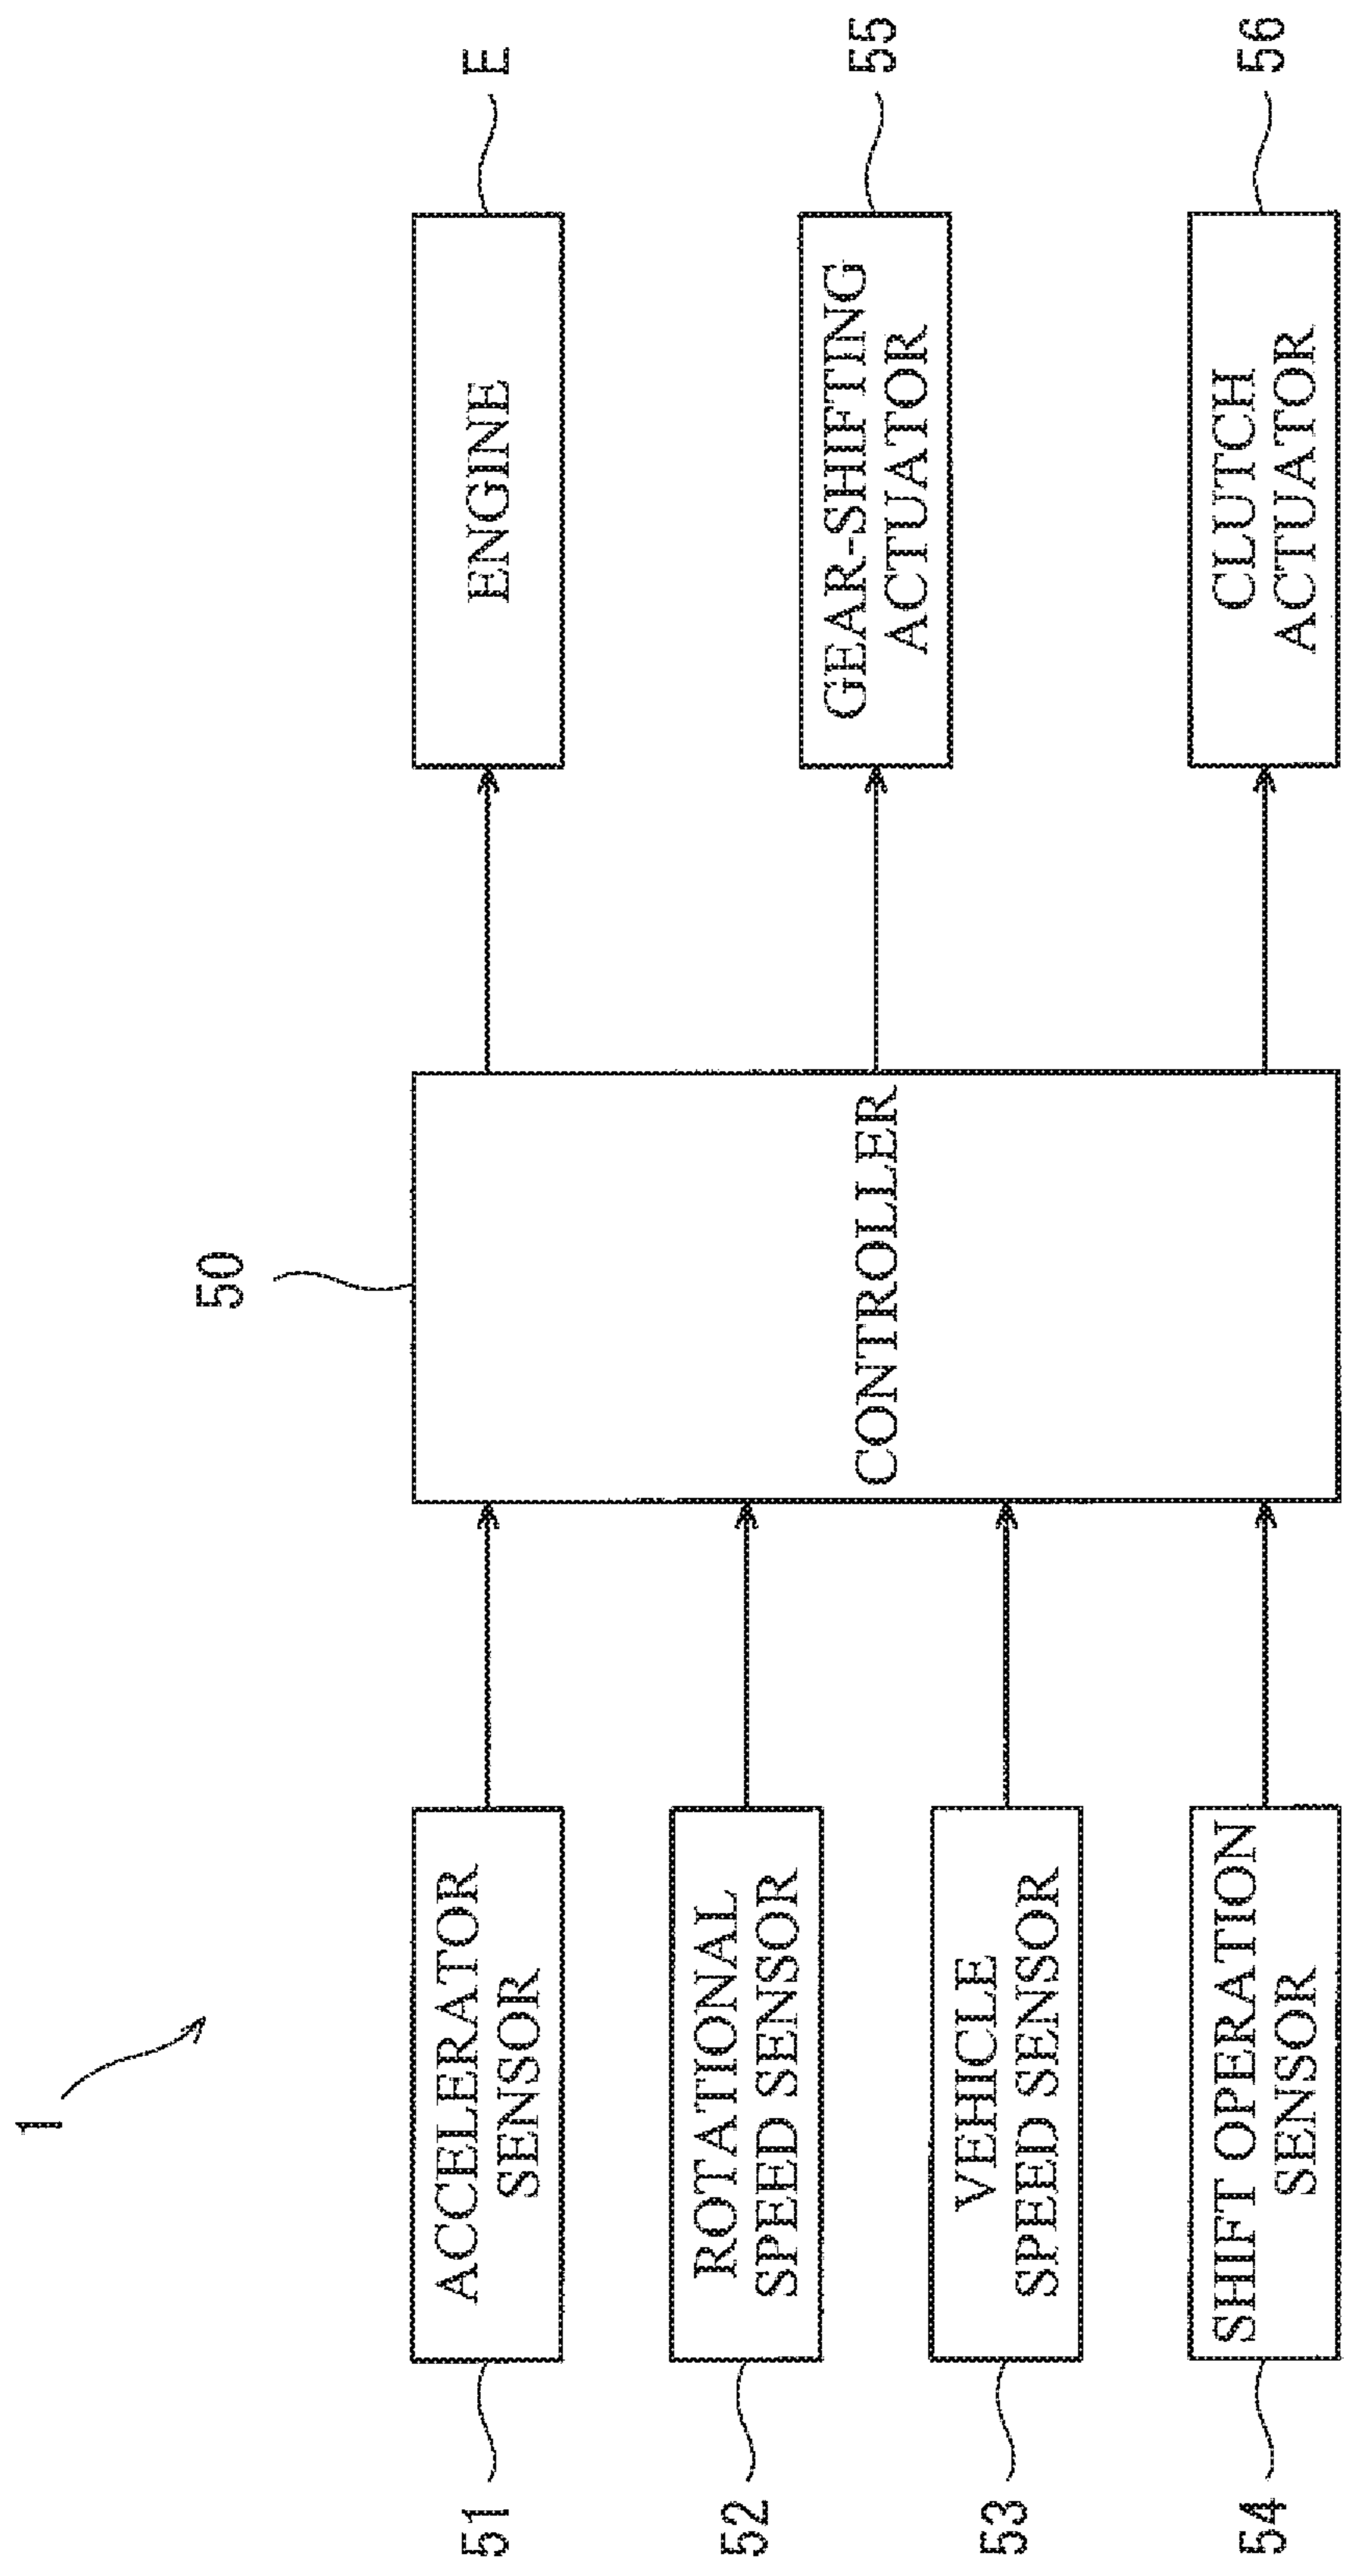 1
50
51
ACCELERATOR
SENSOR
52
ROTATIONAL
SPEED SENSOR
53
VEHICLE
SPEED SENSOR
54
SHIFT OPERATION
SENSOR
CONTROLLER
ENGINE
E
GEAR-SHIFTING
ACTUATOR
55
CLUTCH
ACTUATOR
56